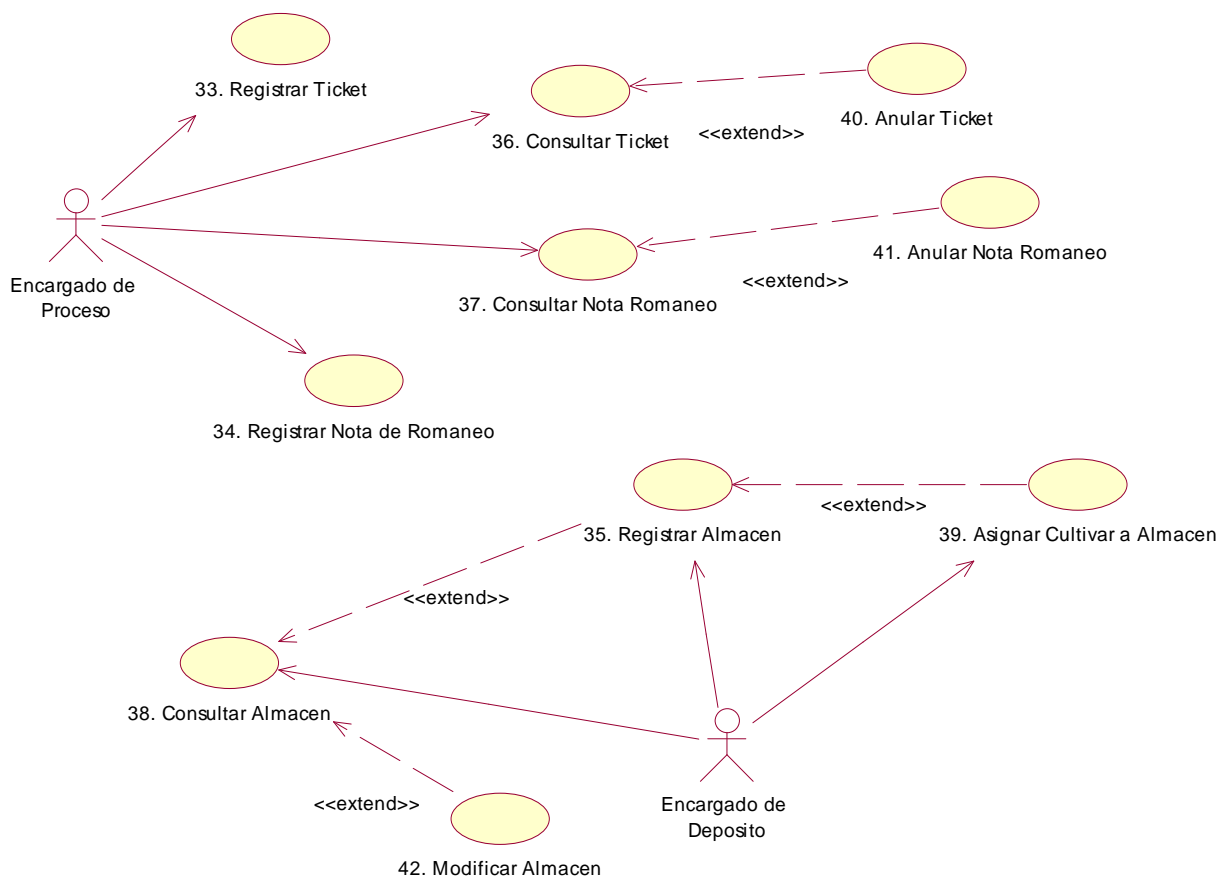 33. Registrar Ticket
36. Consultar Ticket
<<extend>>
40. Anular Ticket
Encargado de
Proceso
37. Consultar Nota Romaneo
<<extend>>
41. Anular Nota Romaneo
34. Registrar Nota de Romaneo
35. Registrar Almacen
<<extend>>
39. Asignar Cultivar a Almacen
<<extend>>
38. Consultar Almacen
<<extend>>
42. Modificar Almacen
Encargado de
Deposito